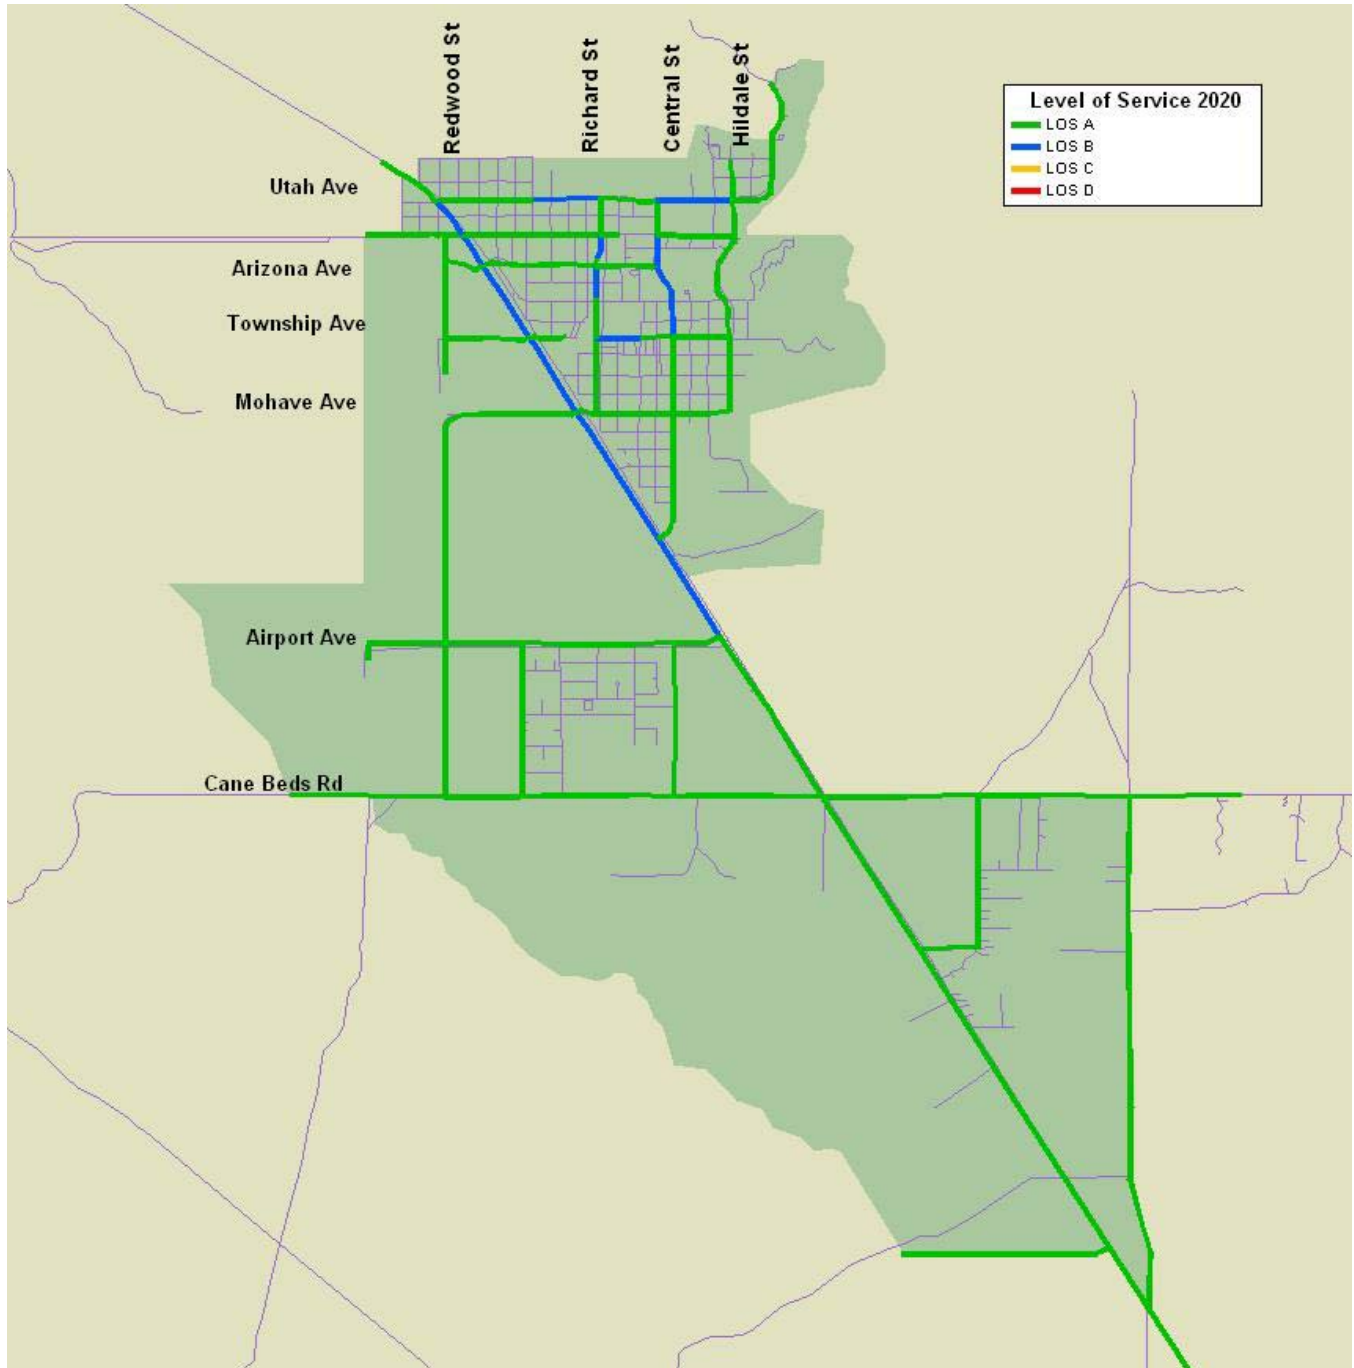 Redwood St
Richard St
Central St
Hildale St
Level of Service 2020
LOS A
LOS B
LOS C
LOS D
Utah Ave
Arizona Ave
Township Ave
Mohave Ave
Airport Ave
Cane Beds Rd